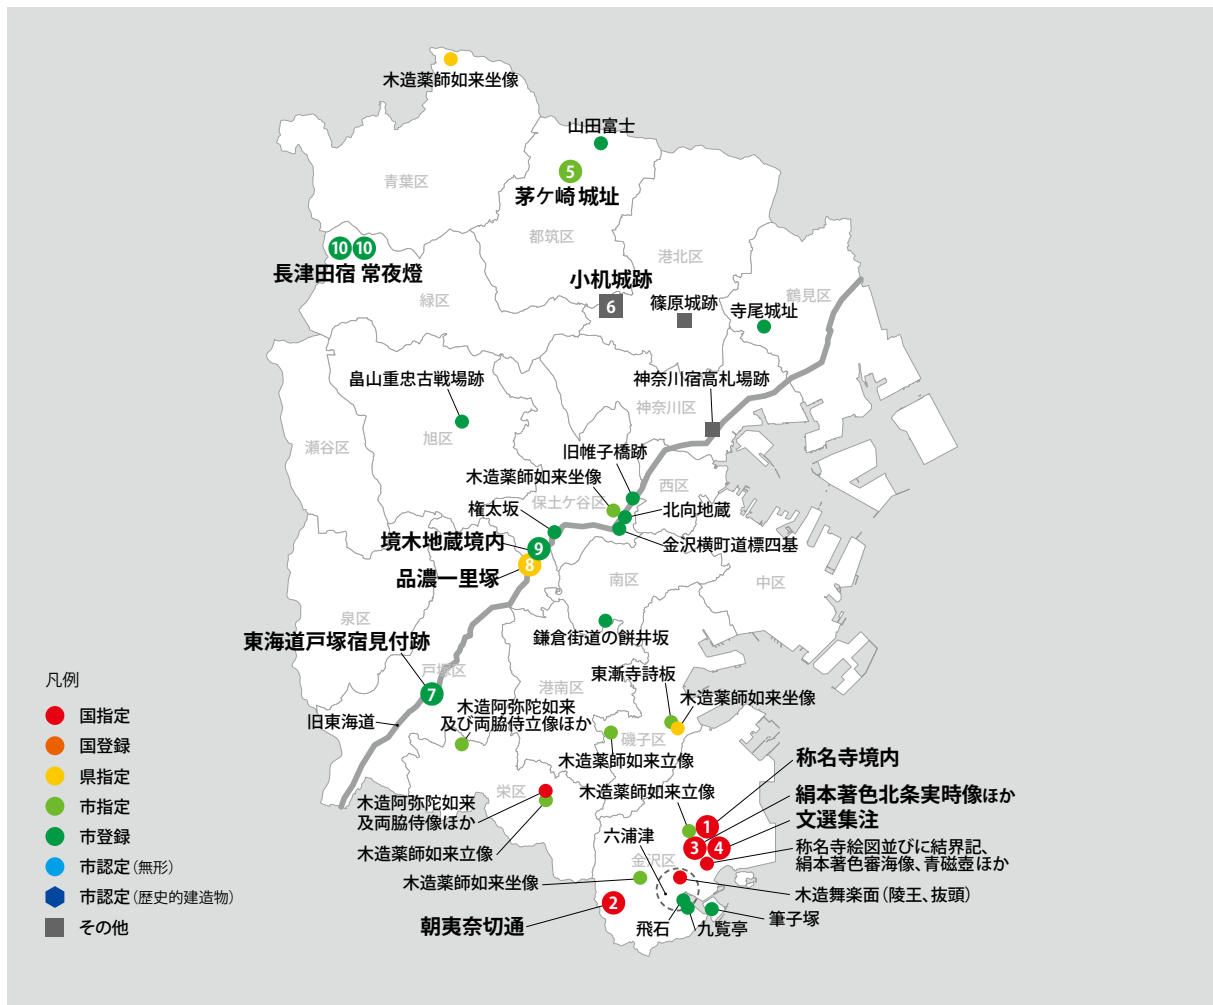 木造薬師如来坐像
山田富士
5
茅ケ崎城址
青葉区
都筑区
10 10
長津田宿 常夜燈
港北区
小机城跡
6
緑区
篠原城跡
鶴見区
寺尾城址
畠山重忠古戦場跡
神奈川宿高札場跡
神奈川区
旭区
瀬谷区
旧帷子橋跡
木造薬師如来坐像
西区
保土ケ谷区
権太坂
北向地蔵
境木地蔵境内
9
金沢横町道標四基
品濃一里塚
8
南区
中区
泉区
鎌倉街道の餅井坂
東海道戸塚宿見付跡
戸塚区
7
東漸寺詩板
港南区
木造薬師如来坐像
旧東海道
木造阿弥陀如来
及び両脇侍立像ほか
磯子区
木造薬師如来立像
称名寺境内
栄区
木造薬師如来立像
木造阿弥陀如来
及両脇侍像ほか
絹本著色北条実時像ほか
文選集注
1
3
4
六浦津
木造薬師如来立像
称名寺絵図並びに結界記、
絹本著色審海像、青磁壺ほか
金沢区
木造薬師如来坐像
木造舞楽面（陵王、抜頭）
2
朝夷奈切通
飛石
九覧亭
筆子塚
凡例
国指定
国登録
県指定
市指定
市登録
市認定（無形）
市認定（歴史的建造物）
その他